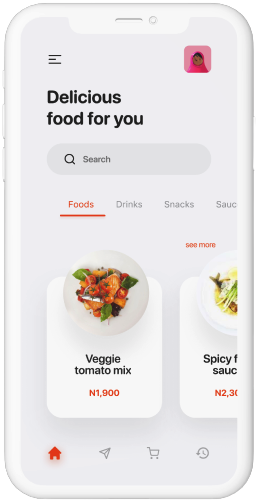 Delicious
food for you
Search
Foods Drinks Snacks Sauc
see more
Veggie
tomato mix
N1,900
Spicy f
sauc
N2,30